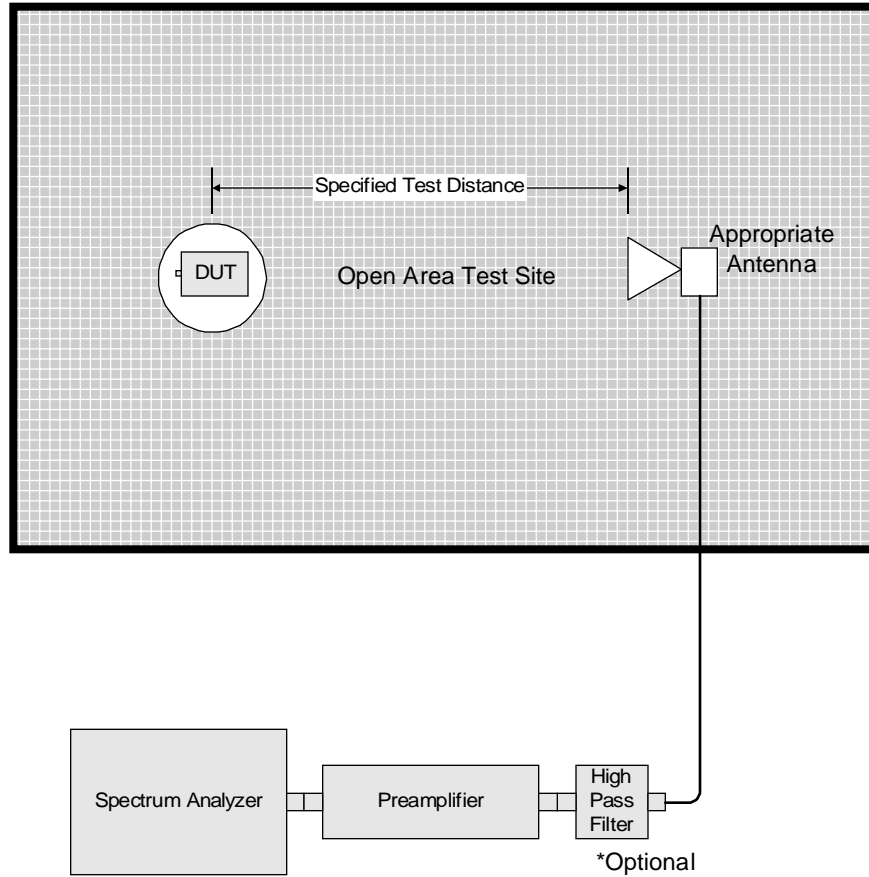 Specified Test Distance
DUT
Open Area Test Site
Appropriate
Antenna
Spectrum Analyzer
Preamplifier
High
Pass
Filter
*Optional